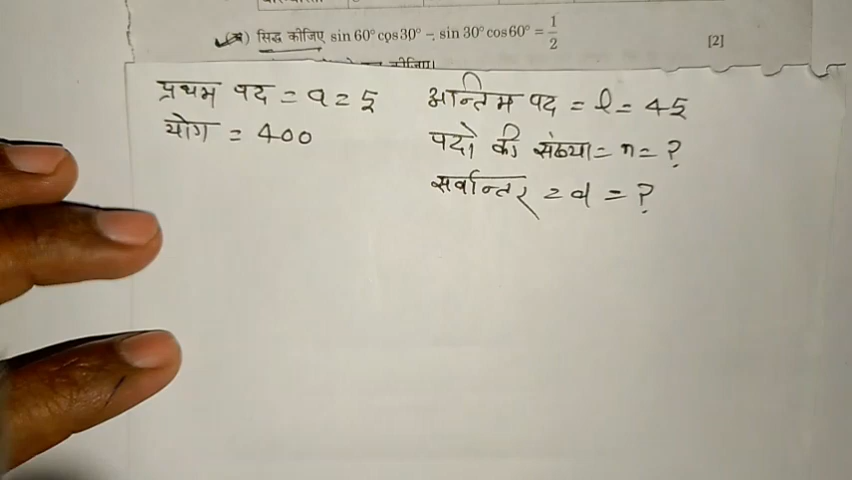 सिद्ध कीजिए sin 60° cos 30° – sin 30° cos 60° = 1/2 [2]
प्रथम पद = a = 5
योग = 400
अन्तिम पद = l = 45
पदो की संख्या = n = ?
सर्वान्तर = d = ?